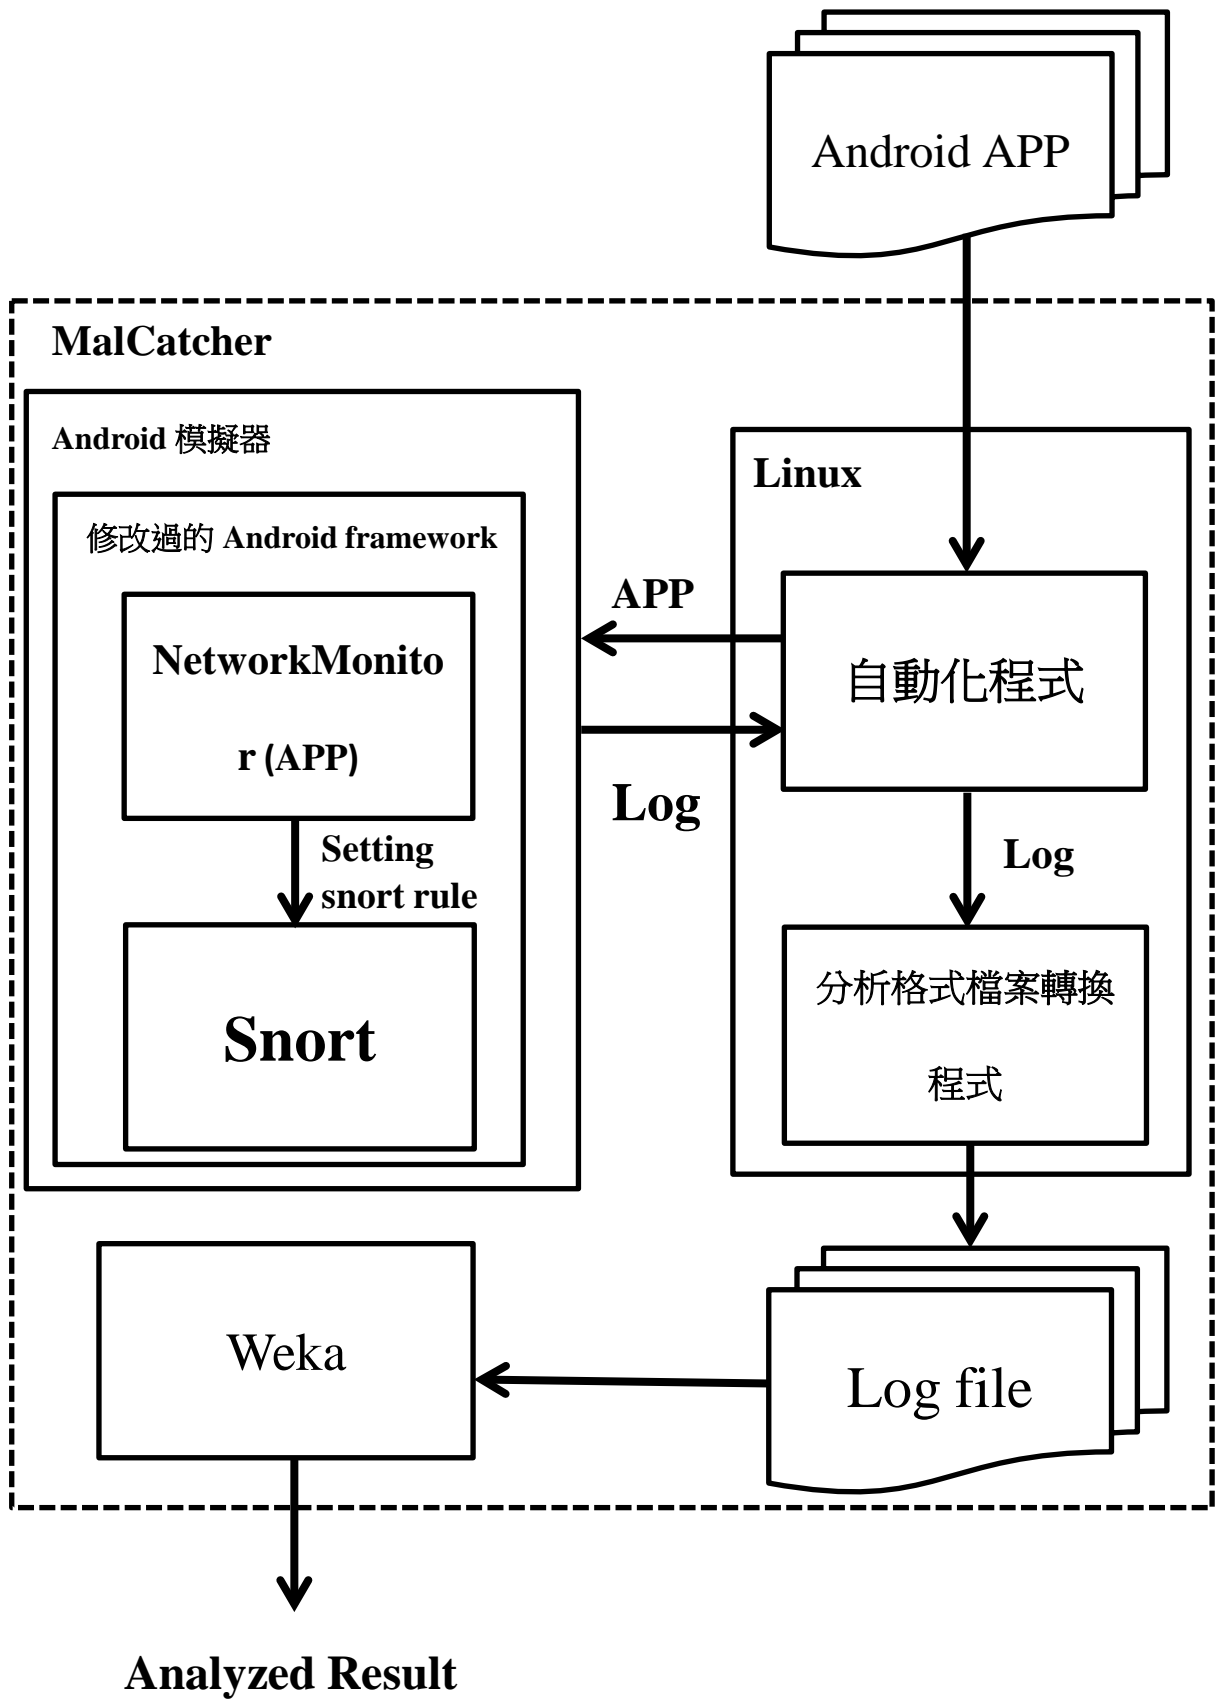 Android APP
MalCatcher
Android 模擬器
修改過的 Android framework
NetworkMonito
r (APP)
Setting
snort rule
Snort
APP
Log
Linux
自動化程式
Log
分析格式檔案轉換
程式
Log file
Weka
Analyzed Result